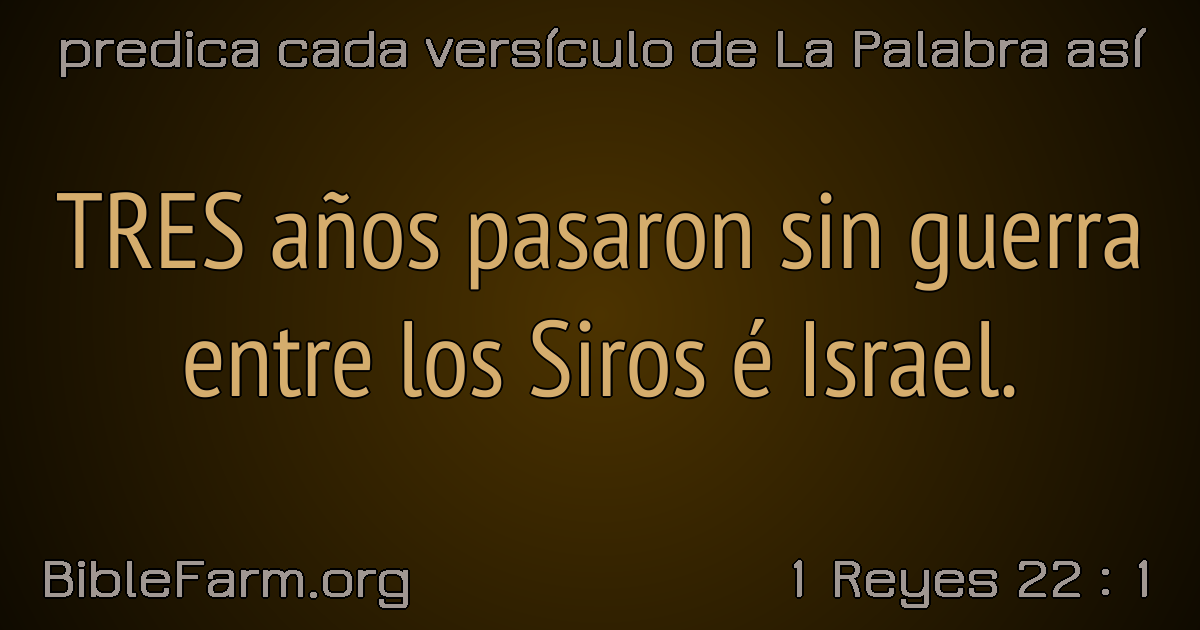 predica cada versículo de La Palabra así
TRES años pasaron sin guerra
entre los Siros é Israel.
BibleFarm.org
1 Reyes 22 : 1